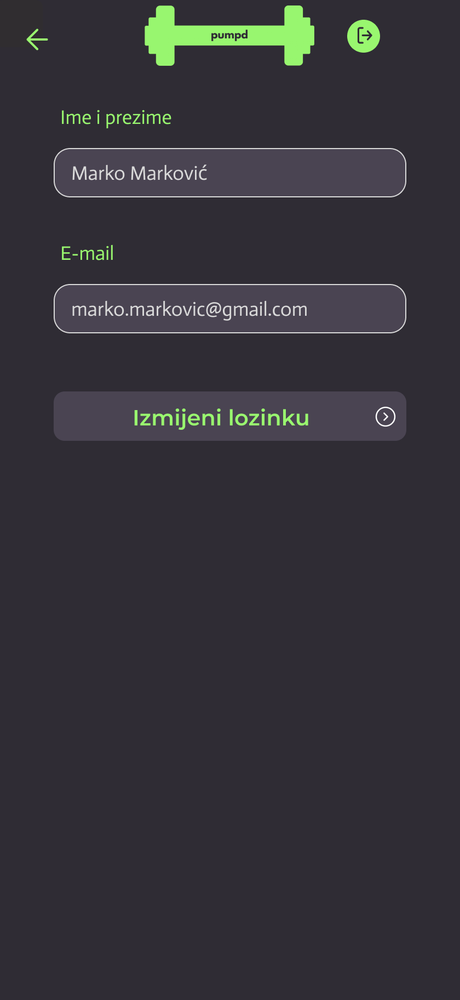 pumpd
Ime i prezime
Marko Marković
E-mail
marko.markovic@gmail.com
Izmijeni lozinku